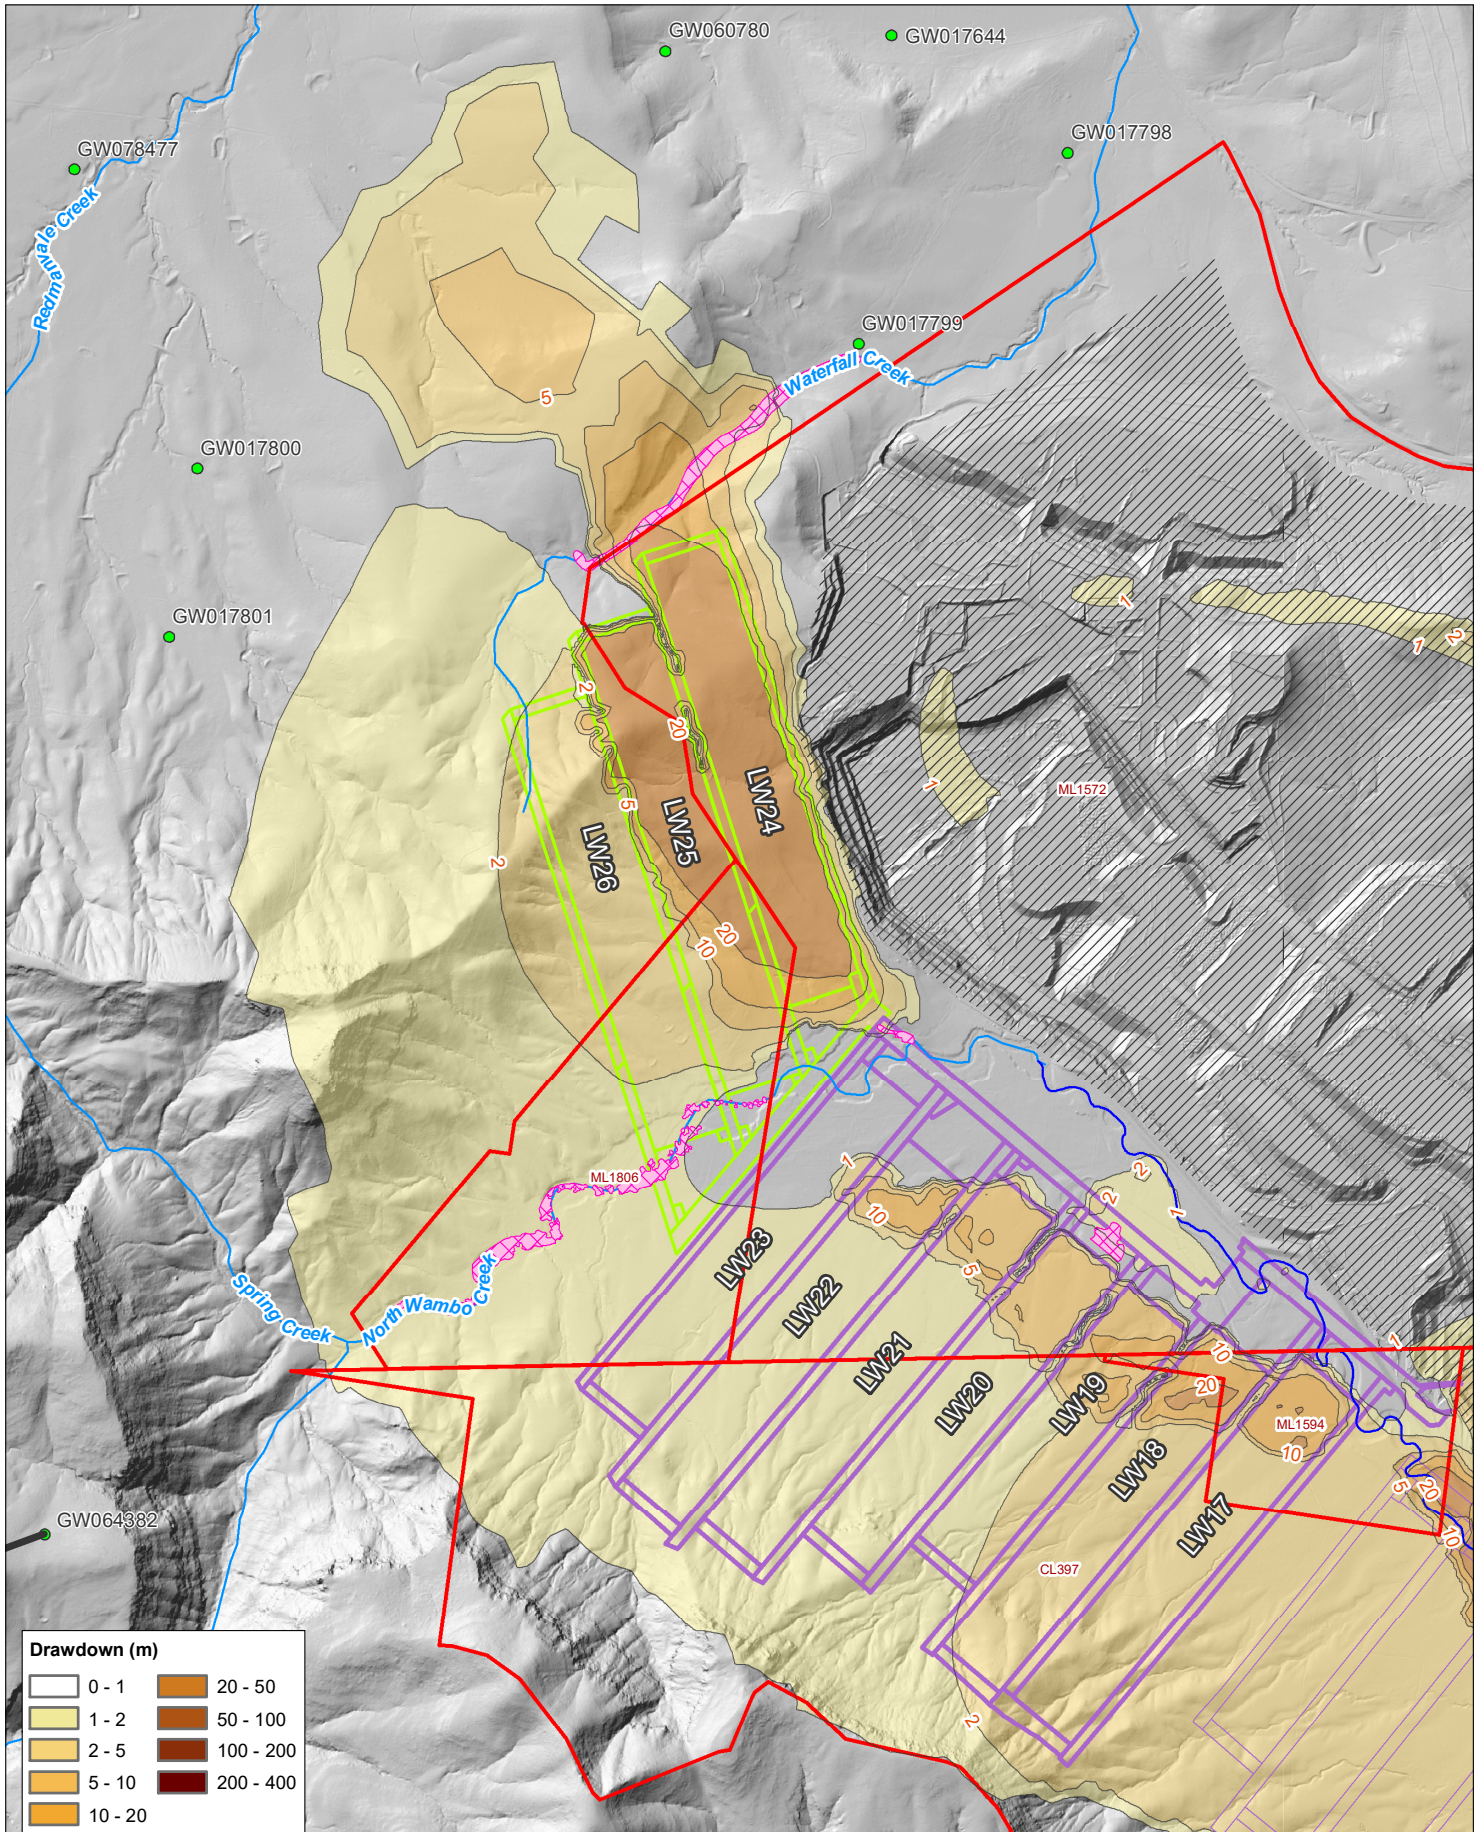 GW060780
GW017644
GW017798
GW078477
Redmanvale Creek
GW017799
Waterfall Creek
5
GW017800
1
1
2
GW017801
2
20
1
ML1572
LW24
5
LW25
LW26
2
20
10
1
2
2
1
ML1806
10
LW23
5
North Wambo Creek
Spring Creek
LW22
LW21
10
1
LW20
LW19
20
ML1594
10
LW18
5
20
LW17
10
GW064382
CL397
2
Drawdown (m)
0 - 1
1 - 2
2 - 5
5 - 10
10 - 20
20 - 50
50 - 100
100 - 200
200 - 400